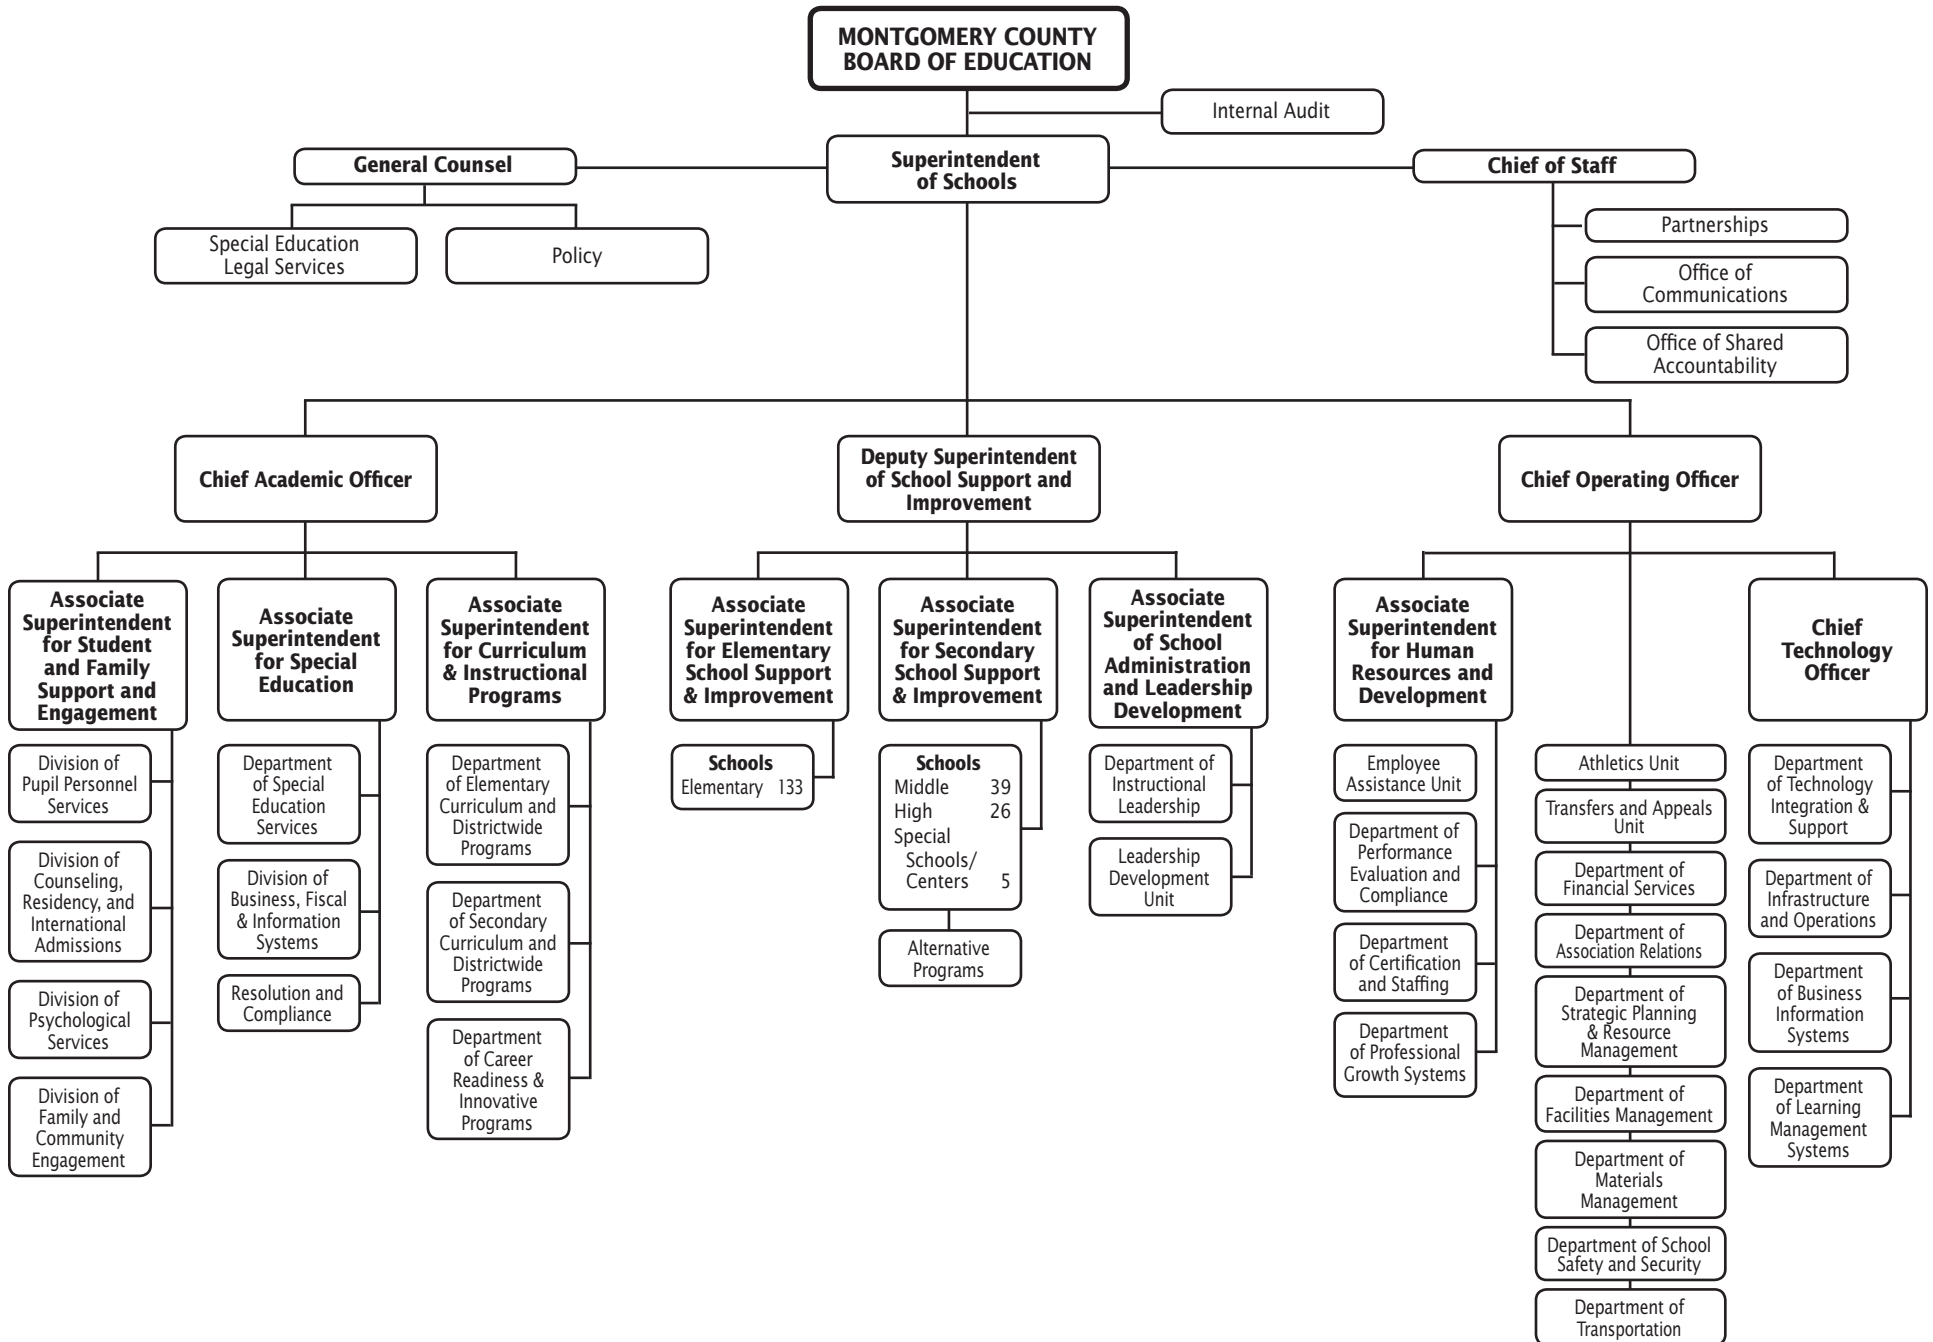 MONTGOMERY COUNTY
BOARD OF EDUCATION
Internal Audit
General Counsel
Superintendent
of Schools
Chief of Staff
Special Education
Legal Services
Policy
Partnerships
Office of
Communications
Office of Shared
Accountability
Chief Academic Officer
Deputy Superintendent
of School Support and
Improvement
Chief Operating Officer
Associate
Superintendent
for Student
and Family
Support and
Engagement
Associate
Superintendent
for Special
Education
Associate
Superintendent
for Curriculum
& Instructional
Programs
Associate
Superintendent
for Elementary
School Support
& Improvement
Associate
Superintendent
for Secondary
School Support
& Improvement
Associate
Superintendent
of School
Administration
and Leadership
Development
Associate
Superintendent
for Human
Resources and
Development
Chief
Technology
Officer
Division of
Pupil Personnel
Services
Division of
Counseling,
Residency, and
International
Admissions
Division of
Psychological
Services
Division of
Family and
Community
Engagement
Department
of Special
Education
Services
Division of
Business, Fiscal
& Information
Systems
Resolution and
Compliance
Department
of Elementary
Curriculum and
Districtwide
Programs
Department
of Secondary
Curriculum and
Districtwide
Programs
Department
of Career
Readiness &
Innovative
Programs
Schools
Elementary 133
Schools
Middle 39
High 26
Special
Schools/
Centers 5
Alternative
Programs
Department of
Instructional
Leadership
Leadership
Development
Unit
Employee
Assistance Unit
Department of
Performance
Evaluation and
Compliance
Department
of Certification
and Staffing
Department
of Professional
Growth Systems
Athletics Unit
Transfers and Appeals
Unit
Department of
Financial Services
Department of
Association Relations
Department of
Strategic Planning
& Resource
Management
Department of
Facilities Management
Department of
Materials
Management
Department of School
Safety and Security
Department of
Transportation
Department
of Technology
Integration &
Support
Department of
Infrastructure
and Operations
Department
of Business
Information
Systems
Department
of Learning
Management
Systems